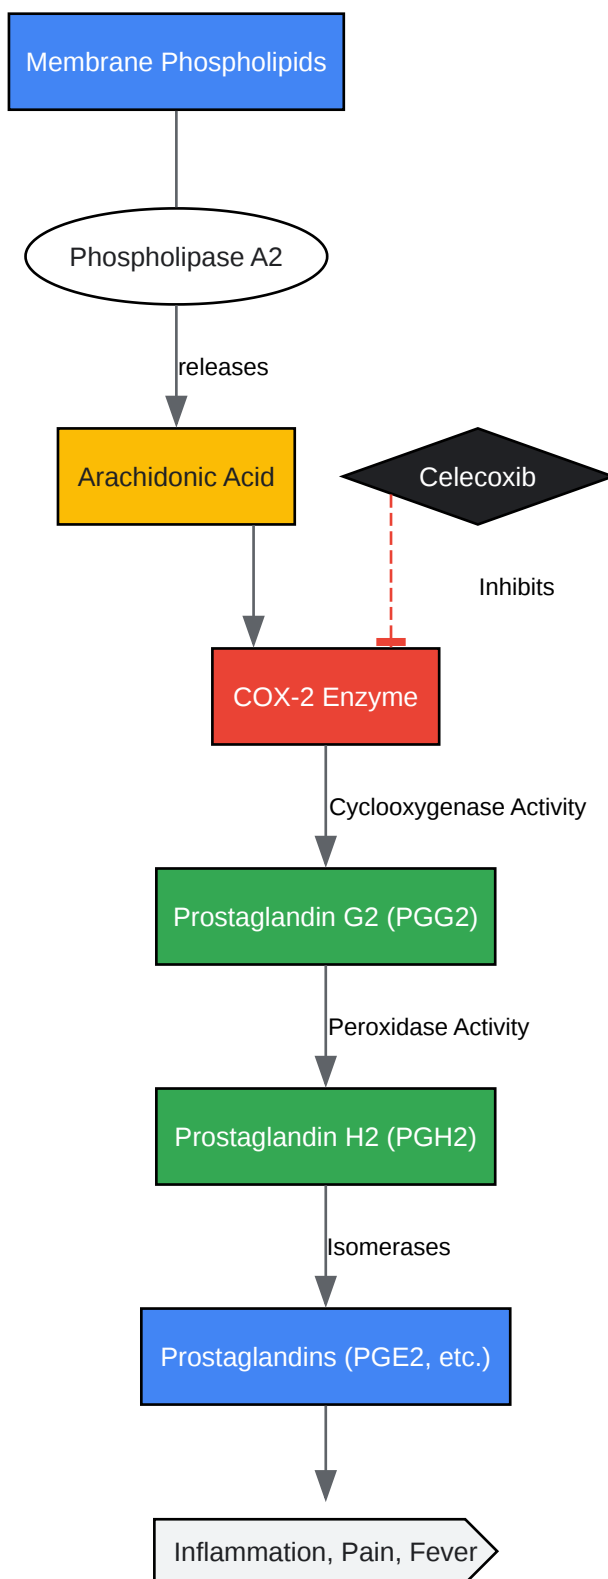 Membrane Phospholipids
Phospholipase A2
releases
Arachidonic Acid
Celecoxib
Inhibits
COX-2 Enzyme
Cyclooxygenase Activity
Prostaglandin G2 (PGG2)
Peroxidase Activity
Prostaglandin H2 (PGH2)
Isomerases
Prostaglandins (PGE2, etc.)
Inflammation, Pain, Fever